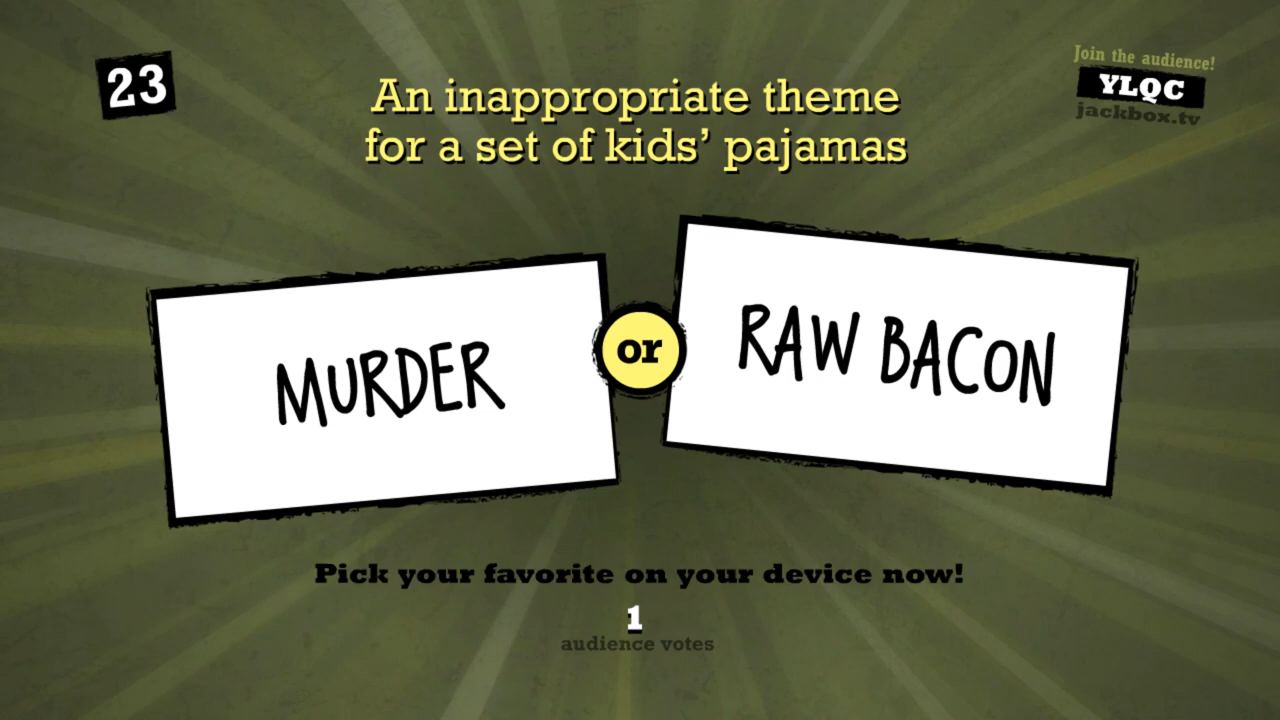 23
An inappropriate theme
for a set of kids’ pajamas
Join the audience!
YLQC
jackbox.tv
MURDER
or
RAW BACON
Pick your favorite on your device now!
1
audience votes